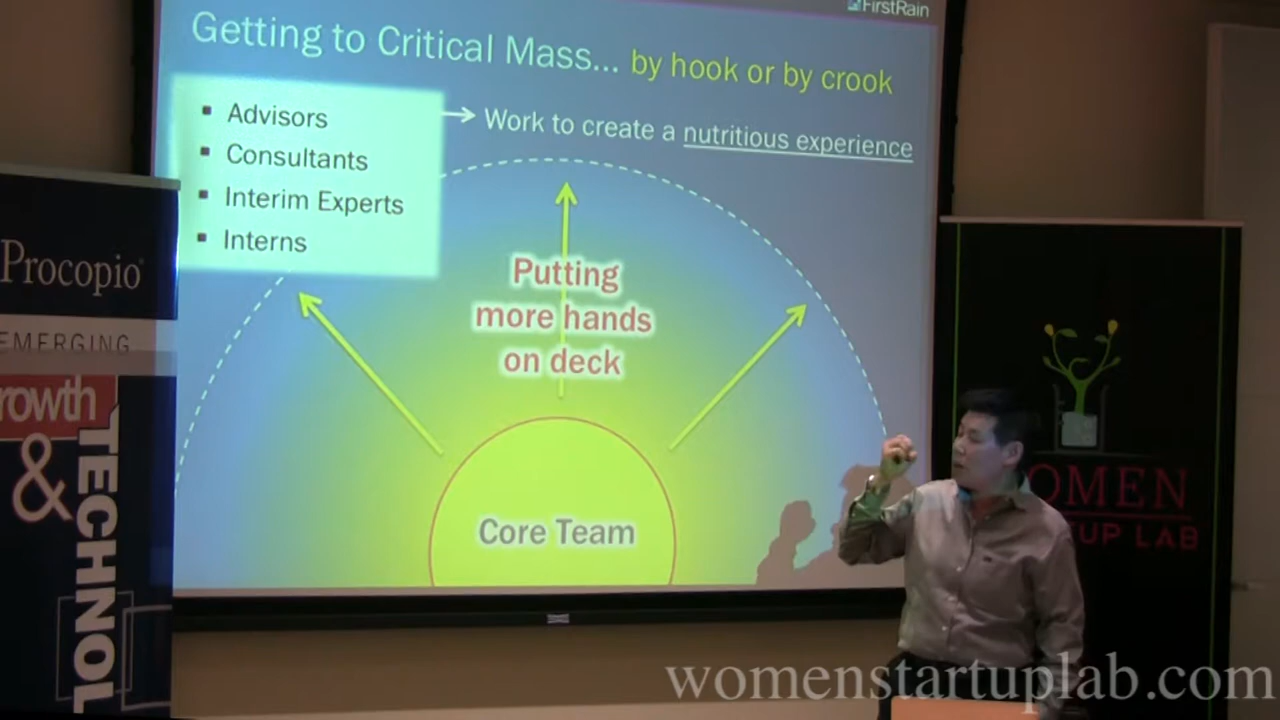 FirstRain
Getting to Critical Mass... by hook or by crook
Advisors
Consultants
Interim Experts
Interns
Work to create a nutritious experience
Putting
more hands
on deck
Core Team
Procopio
EMERGING
rowth
&
TECHNOL
OMEN
TUP LAB
womenstartuplab.com